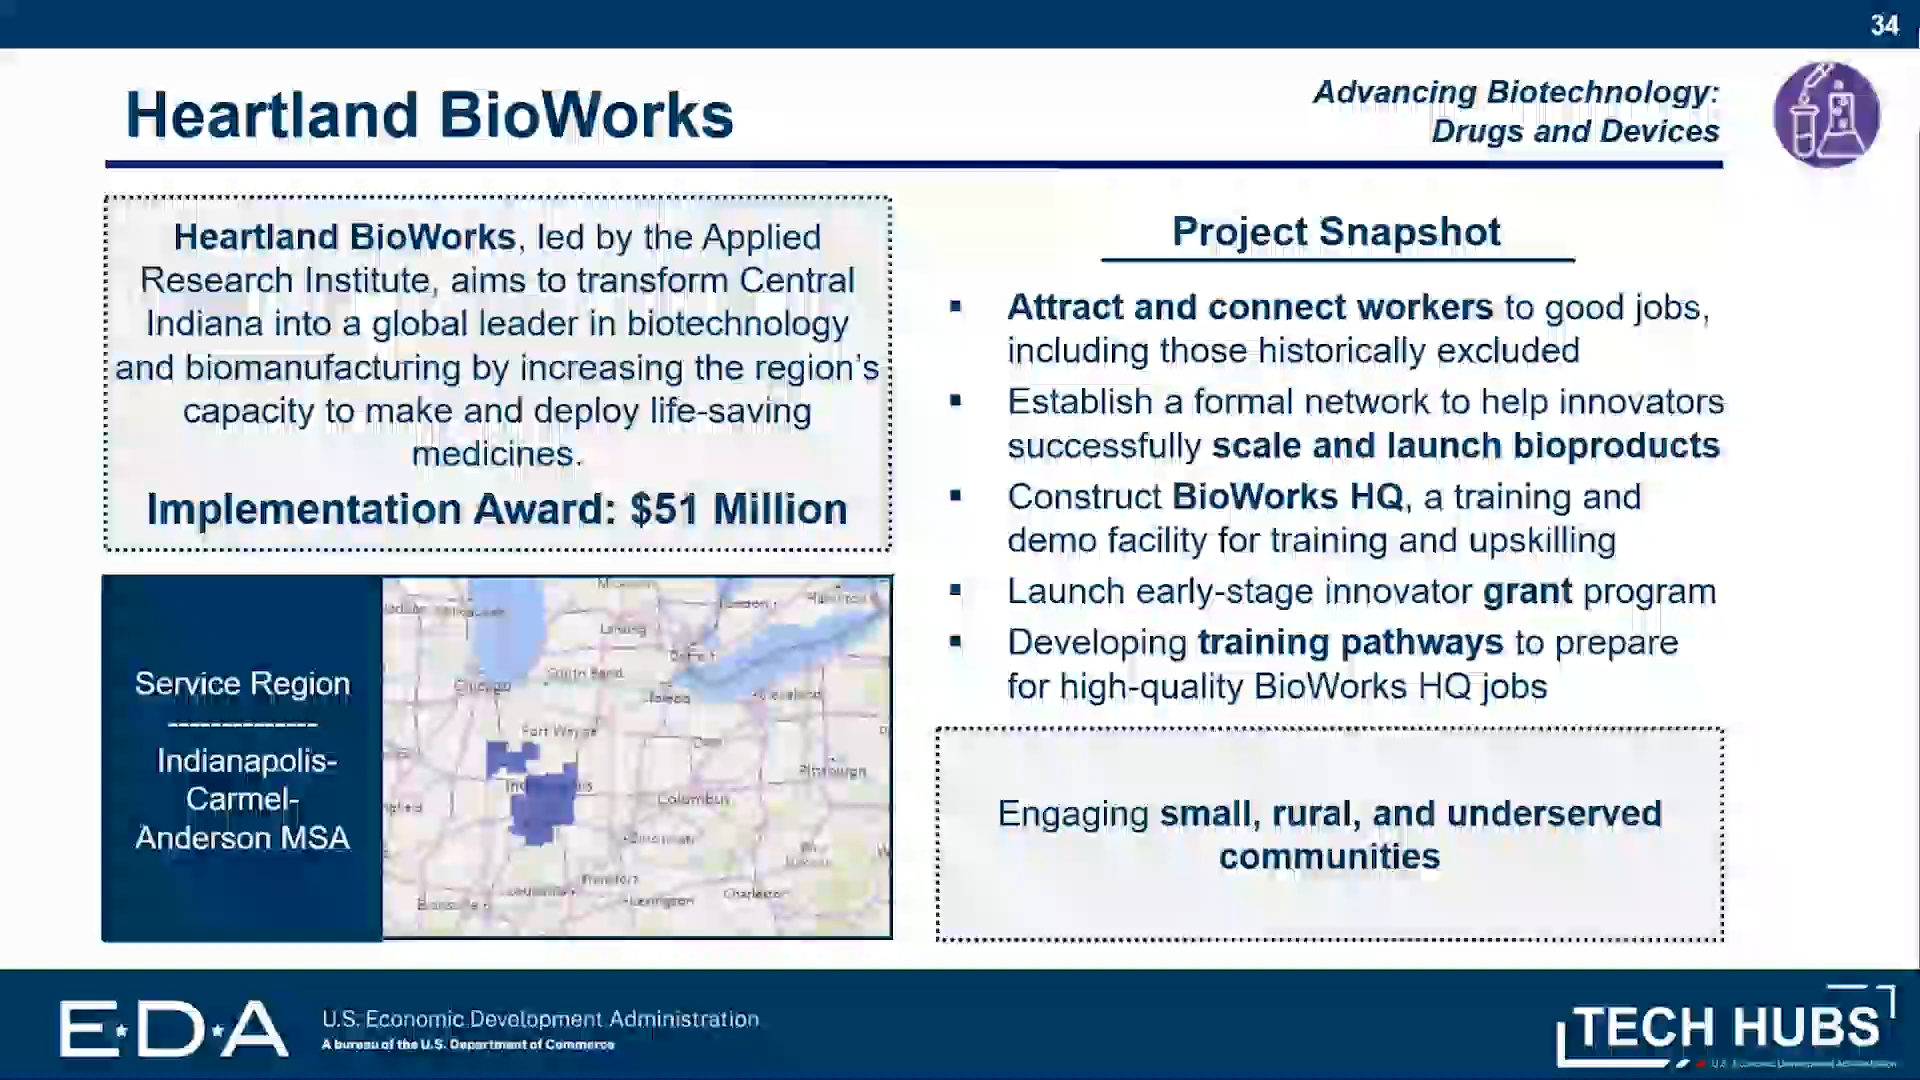 34
Heartland BioWorks
Advancing Biotechnology:
Drugs and Devices
Heartland BioWorks, led by the Applied
Research Institute, aims to transform Central
Indiana into a global leader in biotechnology
and biomanufacturing by increasing the region's
capacity to make and deploy life-saving
medicines.
Implementation Award: $51 Million
Project Snapshot
▪ Attract and connect workers to good jobs,
including those historically excluded
▪ Establish a formal network to help innovators
successfully scale and launch bioproducts
▪ Construct BioWorks HQ, a training and
demo facility for training and upskilling
▪ Launch early-stage innovator grant program
▪ Developing training pathways to prepare
for high-quality BioWorks HQ jobs
Engaging small, rural, and underserved
communities
Service Region
--------------
Indianapolis-
Carmel-
Anderson MSA
Lansing
Detroit
South Bend
Chicago
Toledo
Cleveland
Fort Wayne
Pittsburgh
Columbus
Cincinnati
Frankfort
Lexington
Charleston
EDA
U.S. Economic Development Administration
A bureau of the U.S. Department of Commerce
TECH HUBS
U.S. Economic Development Administration